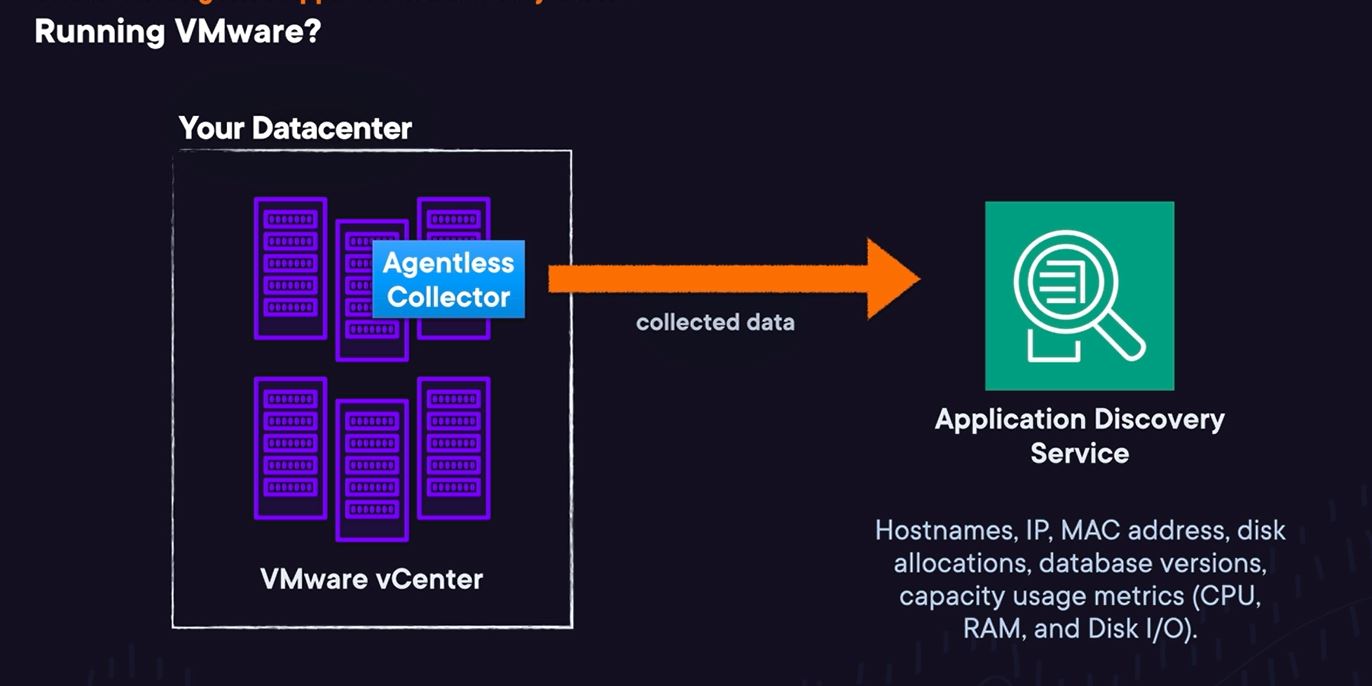 Running VMware?
Your Datacenter
Agentless
Collector
collected data
VMware vCenter
Application Discovery
Service
Hostnames, IP, MAC address, disk
allocations, database versions,
capacity usage metrics (CPU,
RAM, and Disk I/O).